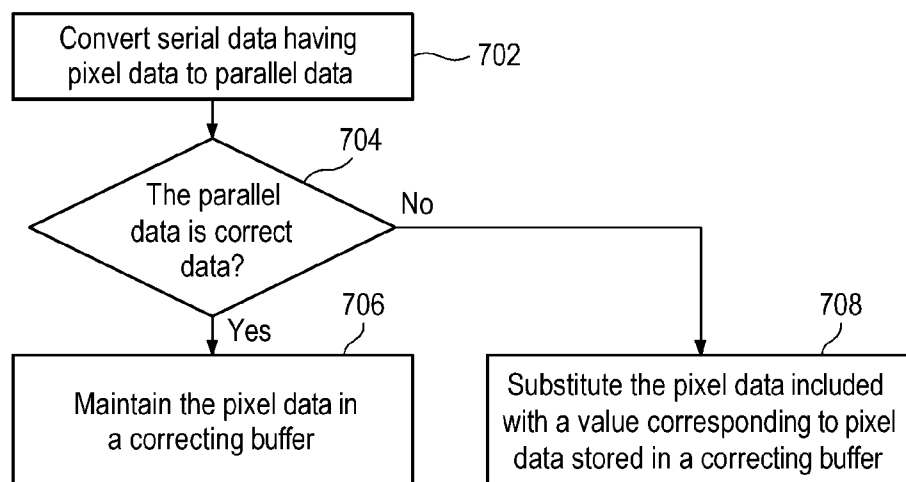 Convert serial data having
pixel data to parallel data
702
704
The parallel
data is correct
data?
No
Yes
706
Maintain the pixel data in
a correcting buffer
708
Substitute the pixel data included
with a value corresponding to pixel
data stored in a correcting buffer